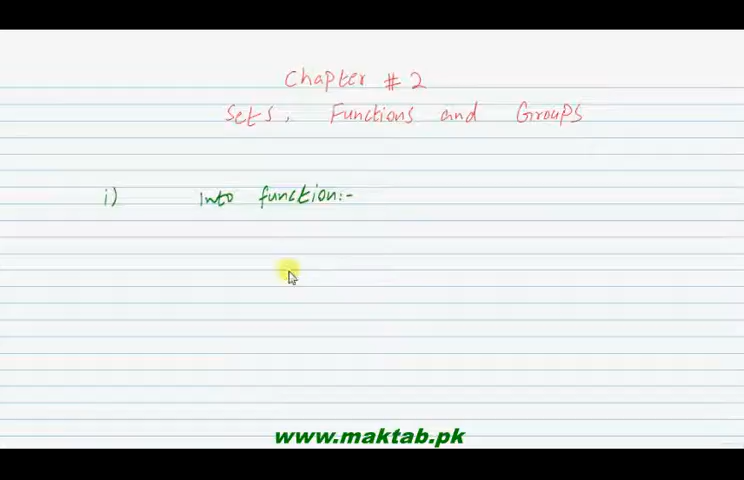 Chapter # 2
Sets, Functions and Groups
i) Into function:-
www.maktab.pk